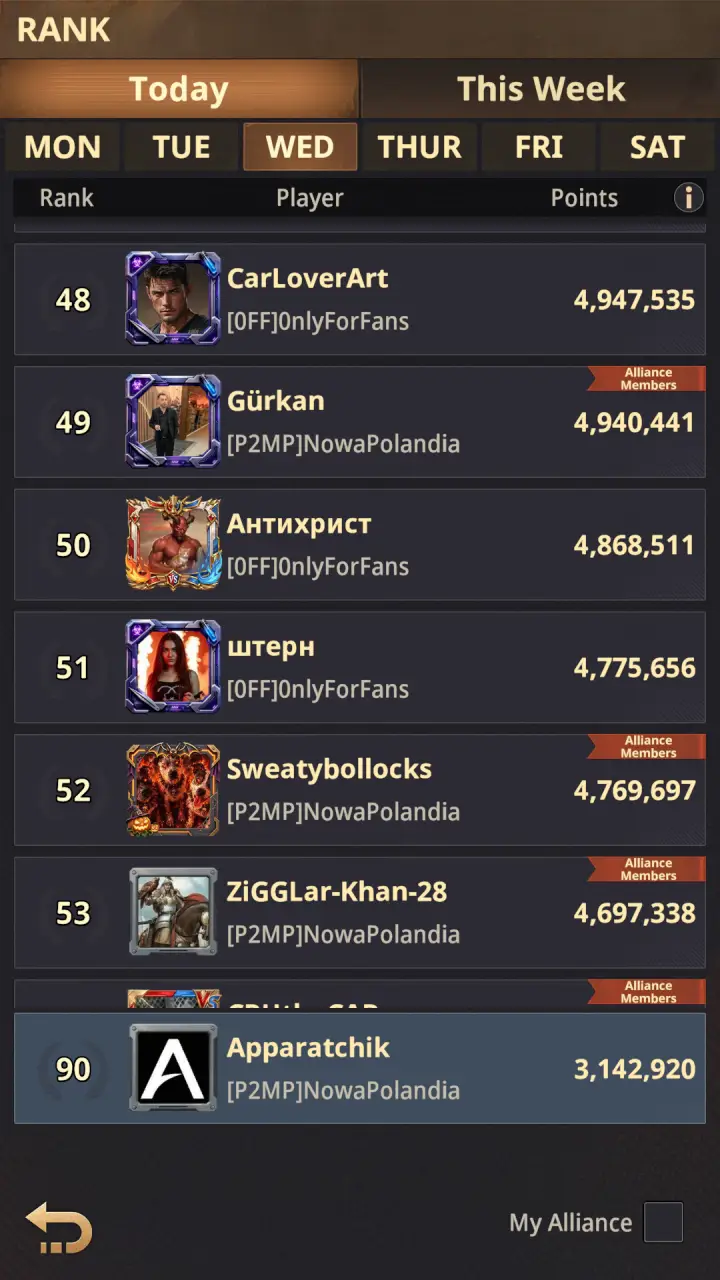 RANK
Today
This Week
MON TUE WED THUR FRI SAT
Rank Player Points
48 CarLoverArt 4,947,535
[0FF]0nlyForFans
Alliance Members
49 Gürkan 4,940,441
[P2MP]NowaPolandia
50 Антихрист 4,868,511
[0FF]0nlyForFans
51 штерн 4,775,656
[0FF]0nlyForFans
Alliance Members
52 Sweatybollocks 4,769,697
[P2MP]NowaPolandia
Alliance Members
53 ZiGGLar-Khan-28 4,697,338
[P2MP]NowaPolandia
Alliance Members
90 Apparatchik 3,142,920
[P2MP]NowaPolandia
My Alliance